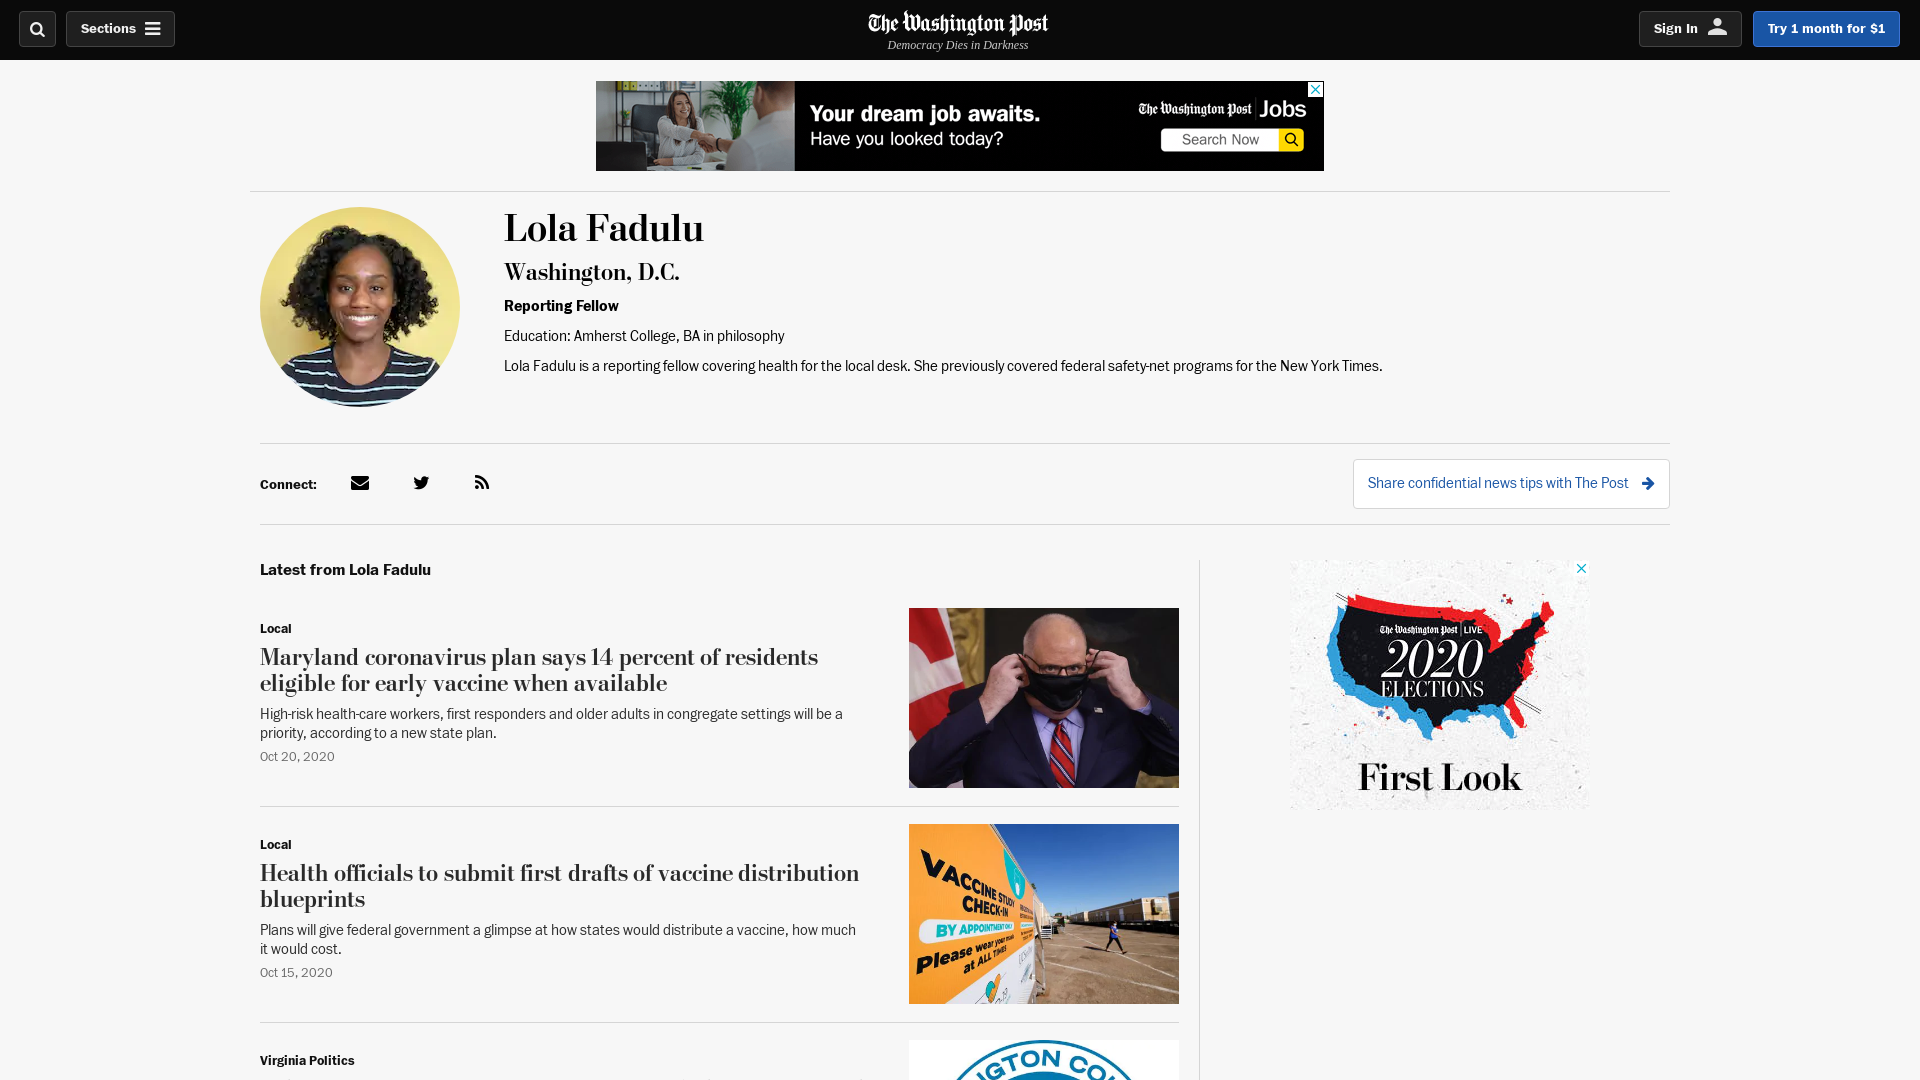 Sections
The Washington Post
Democracy Dies in Darkness
Sign In
Try 1 month for $1
Your dream job awaits.
Have you looked today?
The Washington Post Jobs
Search Now
Lola Fadulu
Washington, D.C.
Reporting Fellow
Education: Amherst College, BA in philosophy
Lola Fadulu is a reporting fellow covering health for the local desk. She previously covered federal safety-net programs for the New York Times.
Connect:
Share confidential news tips with The Post
Latest from Lola Fadulu
Local
Maryland coronavirus plan says 14 percent of residents
eligible for early vaccine when available
High-risk health-care workers, first responders and older adults in congregate settings will be a
priority, according to a new state plan.
Oct 20, 2020
Local
Health officials to submit first drafts of vaccine distribution
blueprints
Plans will give federal government a glimpse at how states would distribute a vaccine, how much
it would cost.
Oct 15, 2020
VACCINE STUDY
CHECK-IN
BY APPOINTMENT ONLY
Please wear your mask
at ALL TIMES
Virginia Politics
The Washington Post LIVE
2020
ELECTIONS
First Look